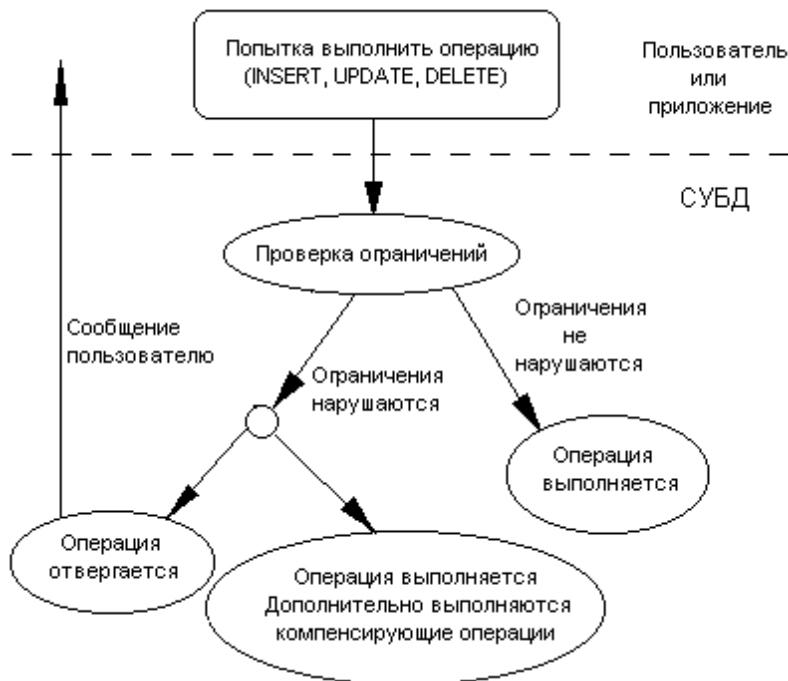 Попытка выполнить операцию
(INSERT, UPDATE, DELETE)
Пользователь
или
приложение
СУБД
Проверка ограничений
Сообщение
пользователю
Ограничения
нарушаются
Ограничения
не
нарушаются
Операция
выполняется
Операция
отвергается
Операция выполняется
Дополнительно выполняются
компенсирующие операции